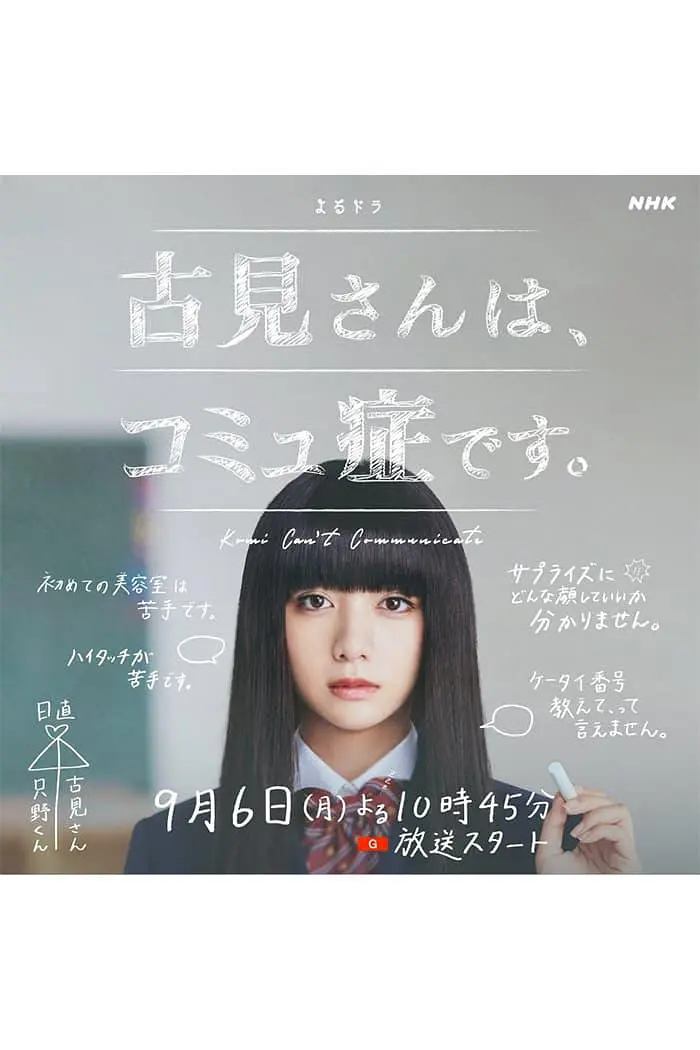 よるドラ
NHK
古見さんは、
コミュ症です。
Komi Can't Communicate
初めての美容室は
苦手です。
ハイタッチが
苦手です。
サプライズに
どんな顔していいか
分かりません。
ケータイ番号
教えて、って
言えません。
日直
古見さん
只野くん
9月6日(月)よる10時45分
G 放送スタート